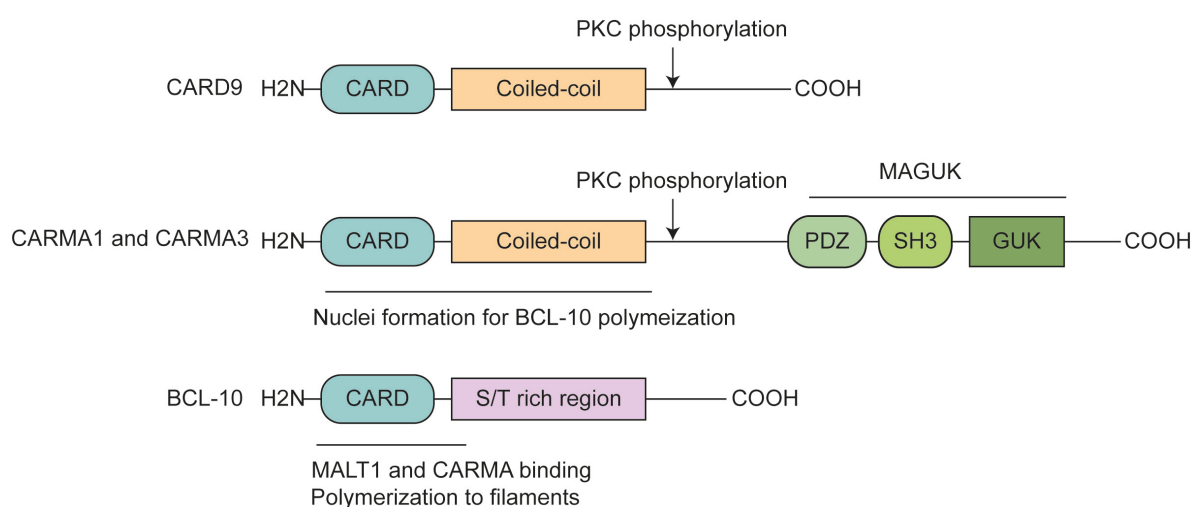 PKC phosphorylation
CARD9 H2N CARD Coiled-coil COOH
MAGUK
PKC phosphorylation
CARMA1 and CARMA3 H2N CARD Coiled-coil PDZ SH3 GUK COOH
Nuclei formation for BCL-10 polymeization
BCL-10 H2N CARD S/T rich region COOH
MALT1 and CARMA binding
Polymerization to filaments